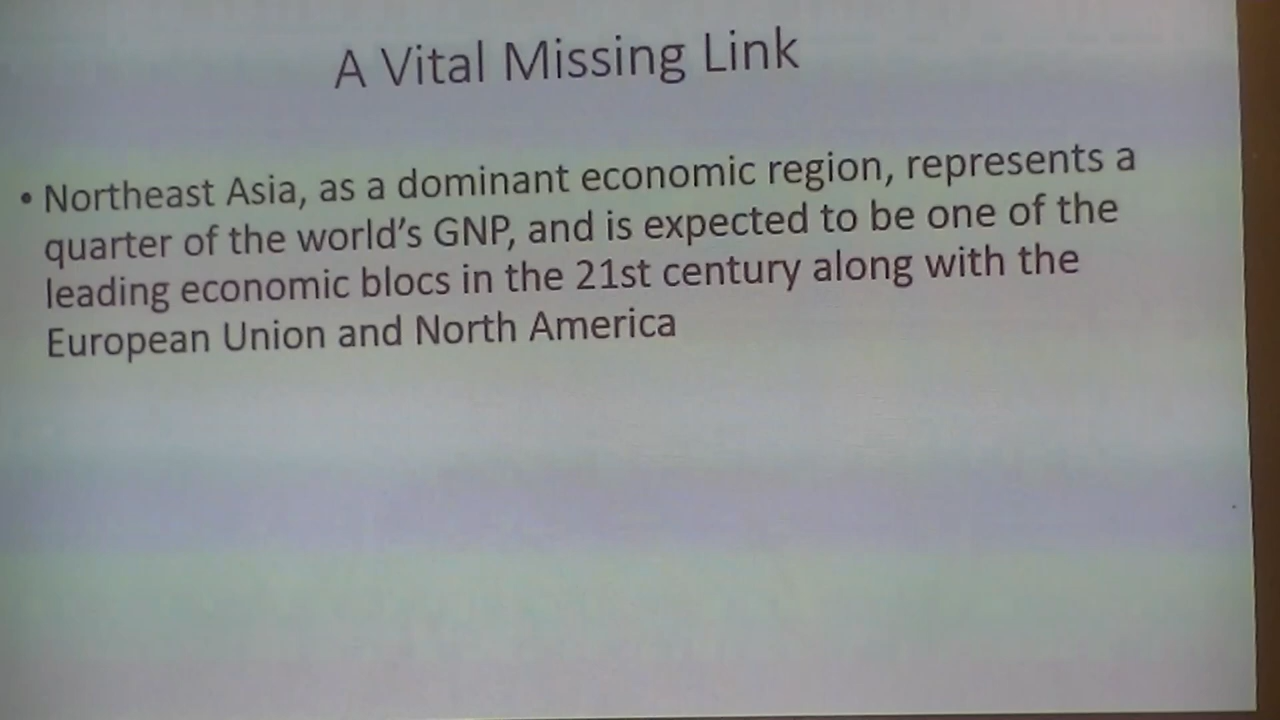 A Vital Missing Link
• Northeast Asia, as a dominant economic region, represents a
quarter of the world’s GNP, and is expected to be one of the
leading economic blocs in the 21st century along with the
European Union and North America